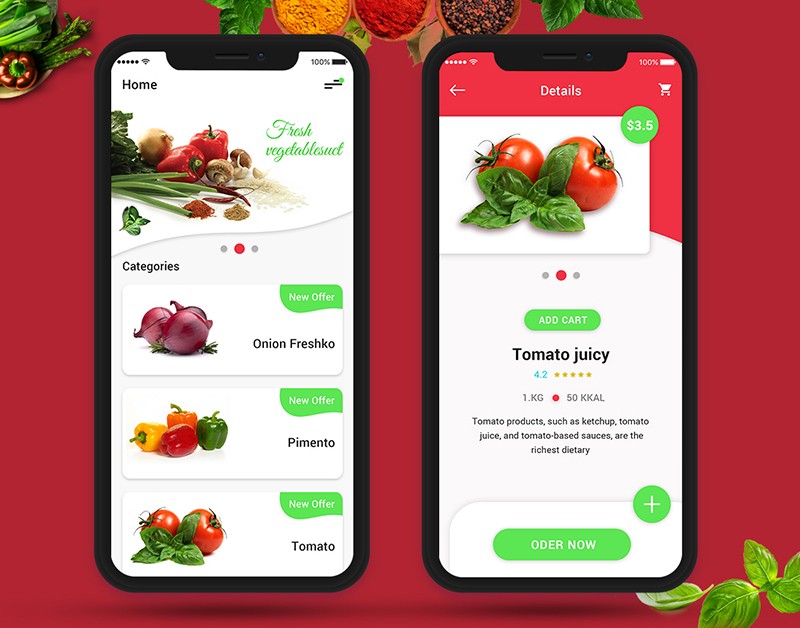 100%
Home
Fresh
vegetablesuct
Categories
New Offer
Onion Freshko
New Offer
Pimento
New Offer
Tomato
100%
Details
$3.5
ADD CART
Tomato juicy
4.2
1.KG 50 KKAL
Tomato products, such as ketchup, tomato
juice, and tomato-based sauces, are the
richest dietary
ODER NOW